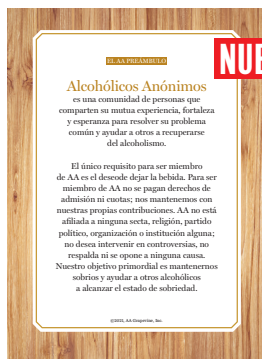 EL AA PREÁMBULO
NUE
Alcohólicos Anónimos
es una comunidad de personas que
comparten su mutua experiencia, fortaleza
y esperanza para resolver su problema
común y ayudar a otros a recuperarse
del alcoholismo.
El único requisito para ser miembro
de AA es el deseode dejar la bebida. Para ser
miembro de AA no se pagan derechos de
admisión ni cuotas; nos mantenemos con
nuestras propias contribuciones. AA no está
afiliada a ninguna secta, religión, partido
político, organización o institución alguna;
no desea intervenir en controversias, no
respalda ni se opone a ninguna causa.
Nuestro objetivo primordial es mantenernos
sobrios y ayudar a otros alcohólicos
a alcanzar el estado de sobriedad.
©2012, AA Grapevine, Inc.